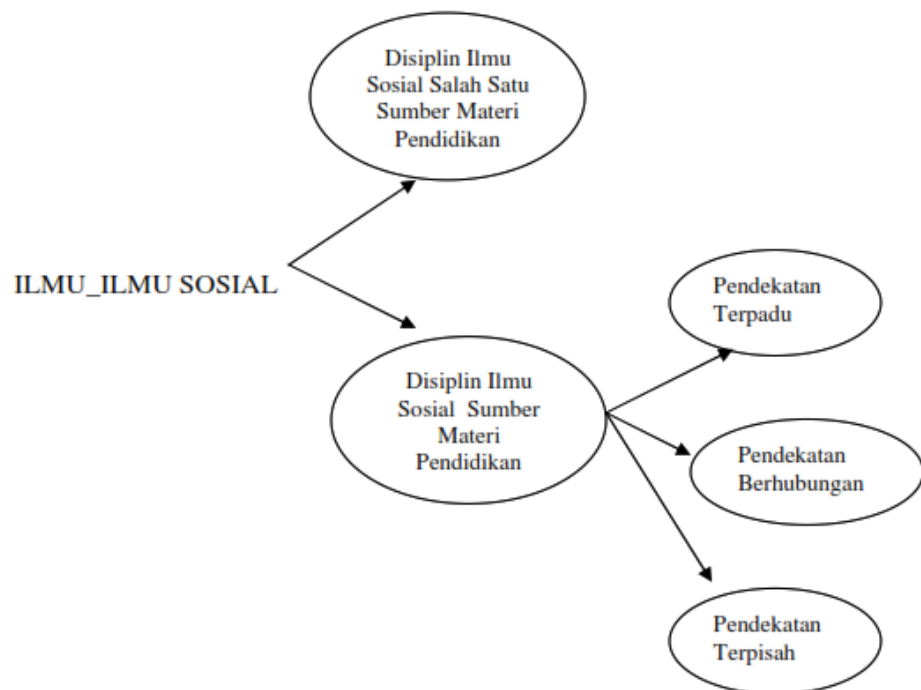 Disiplin Ilmu
Sosial Salah Satu
Sumber Materi
Pendidikan
ILMU_ILMU SOSIAL
Pendekatan
Terpadu
Disiplin Ilmu
Sosial Sumber
Materi
Pendidikan
Pendekatan
Berhubungan
Pendekatan
Terpisah